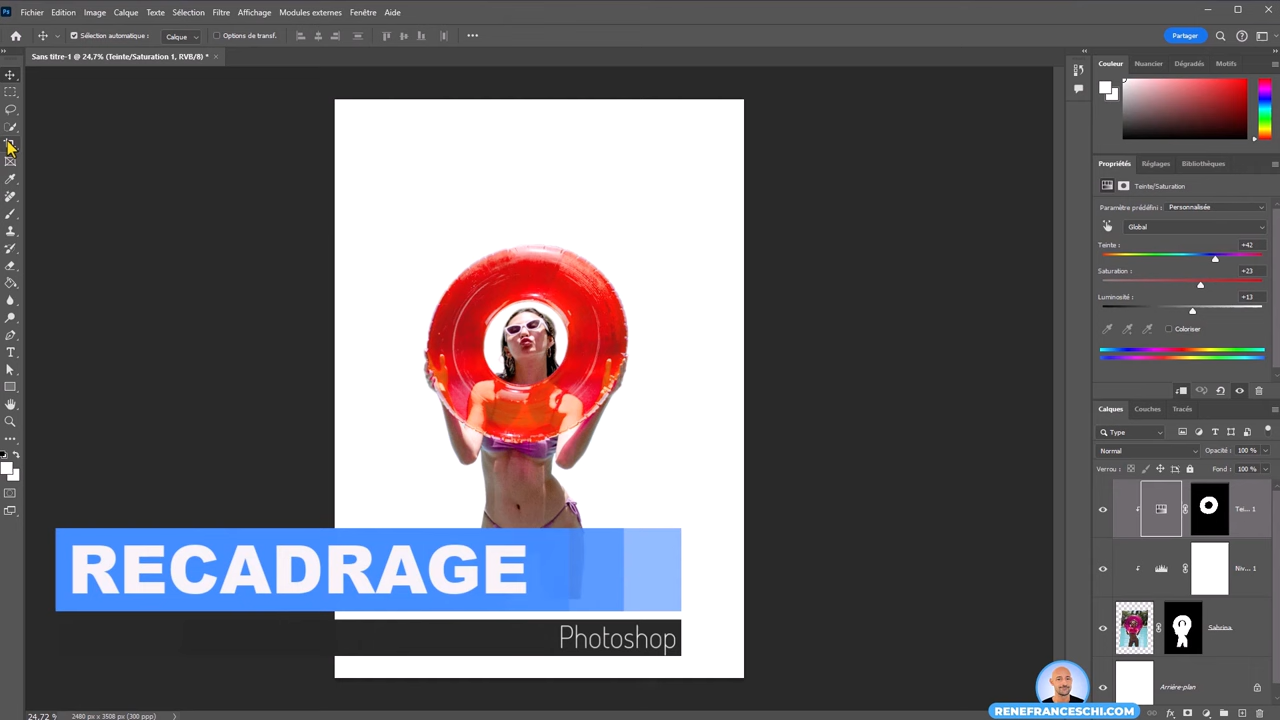 Fichier Edition Image Calque Texte Sélection Filtre Affichage Modules externes Fenêtre Aide
Sélection automatique : Calque Options de transf. Partager
Sans titre-1 @ 24,7% (Teinte/Saturation 1, RVB/8) *
Couleur Nuancier Dégradés Motifs
Propriétés Réglages Bibliothèques
Teinte/Saturation
Paramètre prédéfini : Personnalisée
Global
Teinte : +42
Saturation : +23
Luminosité : +13
Coloriser
Calques Couches Tracés
Type
Normal Opacité : 100 %
Verrou : Fond : 100 %
Tei... 1
Niv... 1
Sabrina
Arrière-plan
RECADRAGE
Photoshop
RENEFRANCESCHI.COM
24,72 % 2480 px x 3508 px (300 ppp)